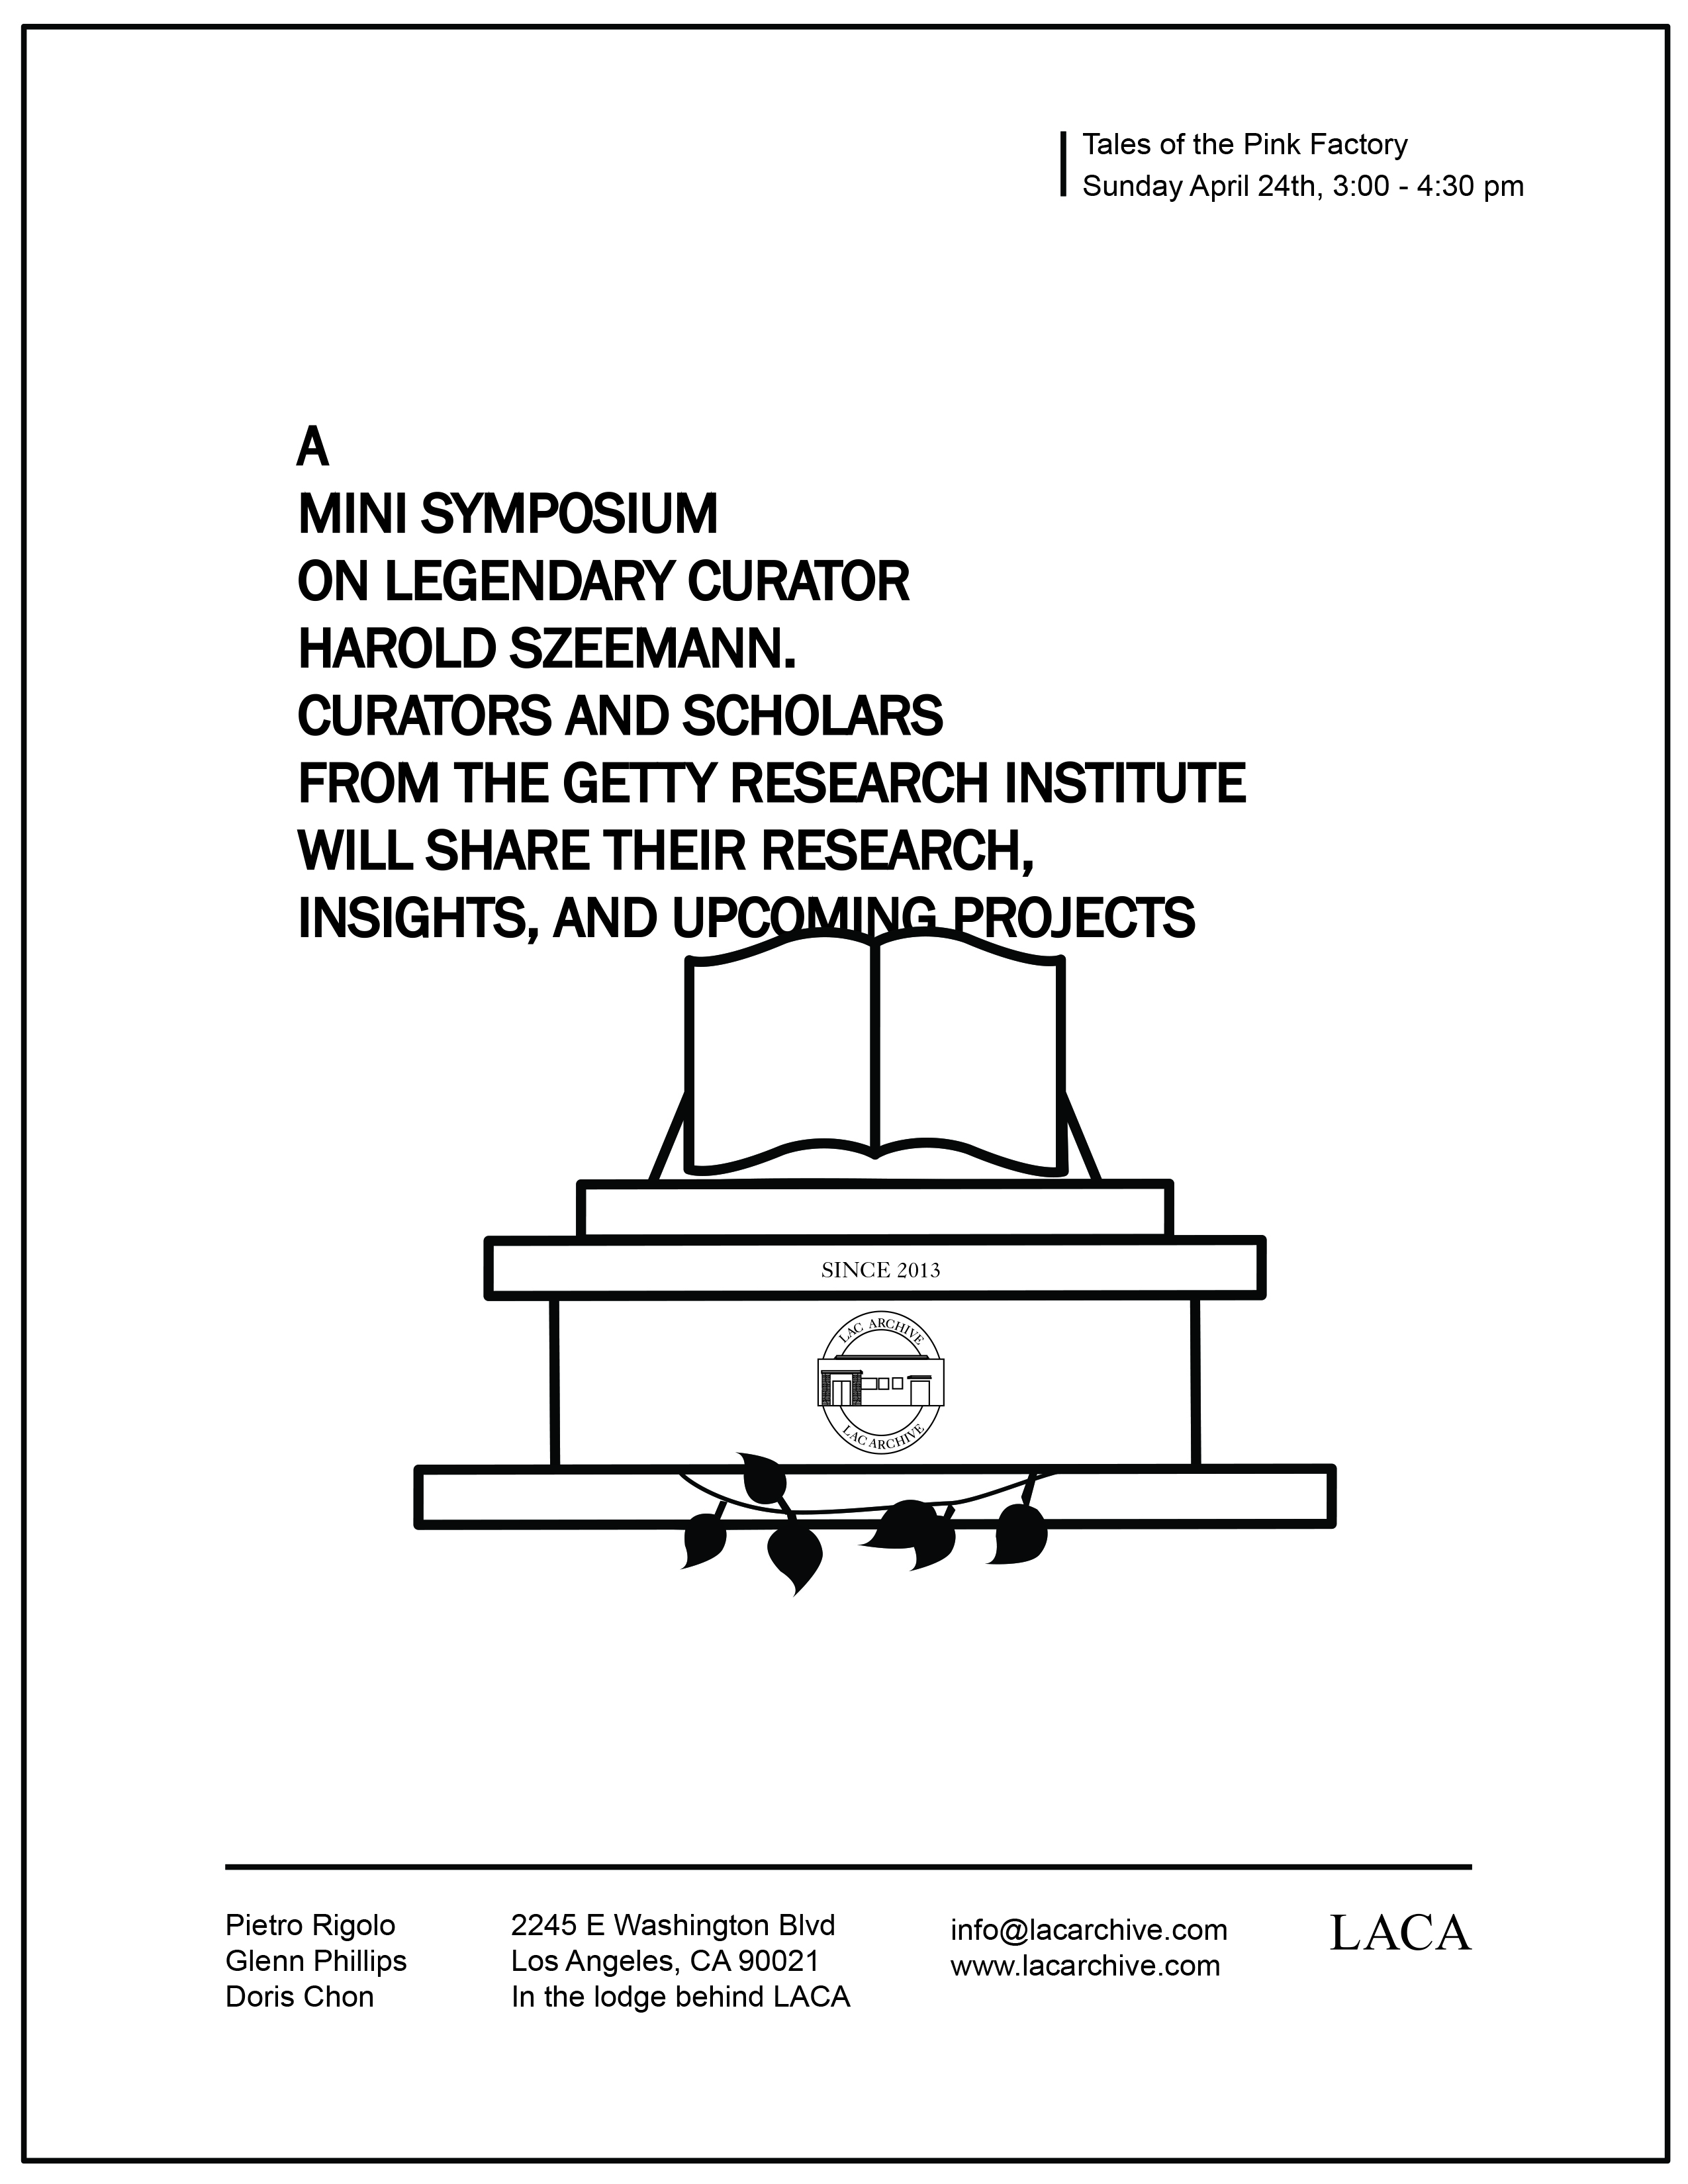 Tales of the Pink Factory
Sunday April 24th, 3:00 - 4:30 pm
A
MINI SYMPOSIUM
ON LEGENDARY CURATOR
HAROLD SZEEMANN.
CURATORS AND SCHOLARS
FROM THE GETTY RESEARCH INSTITUTE
WILL SHARE THEIR RESEARCH,
INSIGHTS, AND UPCOMING PROJECTS
SINCE 2013
LAC ARCHIVE
LAC ARCHIVE
Pietro Rigolo
Glenn Phillips
Doris Chon
2245 E Washington Blvd
Los Angeles, CA 90021
In the lodge behind LACA
info@lacarchive.com
www.lacarchive.com
LACA